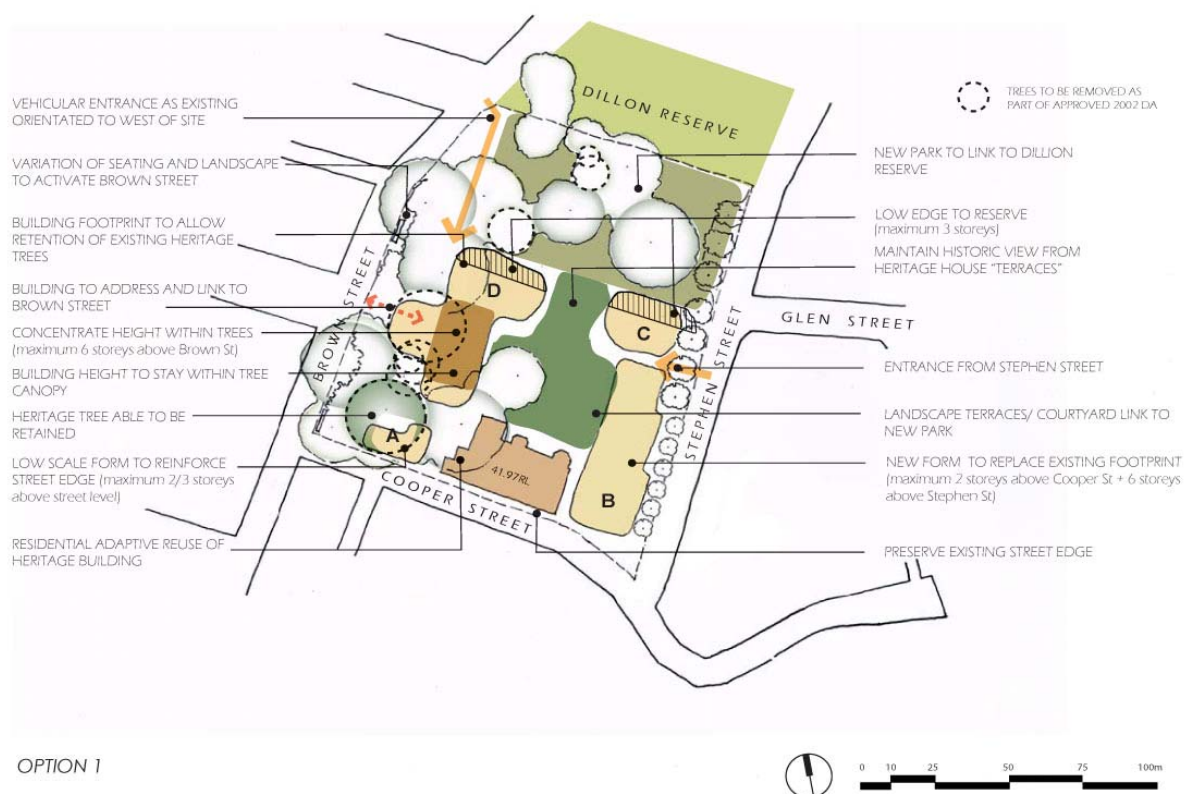 VEHICULAR ENTRANCE AS EXISTING
ORIENTATED TO WEST OF SITE
VARIATION OF SEATING AND LANDSCAPE
TO ACTIVATE BROWN STREET
BUILDING FOOTPRINT TO ALLOW
RETENTION OF EXISTING HERITAGE
TREES
BUILDING TO ADDRESS AND LINK TO
BROWN STREET
CONCENTRATE HEIGHT WITHIN TREES
(maximum 6 storeys above Brown St)
BUILDING HEIGHT TO STAY WITHIN TREE
CANOPY
HERITAGE TREE ABLE TO BE
RETAINED
LOW SCALE FORM TO REINFORCE
STREET EDGE (maximum 2/3 storeys
above street level)
RESIDENTIAL ADAPTIVE REUSE OF
HERITAGE BUILDING
DILLON RESERVE
BROWN STREET
D
C
A
B
41.97RL
COOPER STREET
STEPHEN STREET
GLEN STREET
TREES TO BE REMOVED AS
PART OF APPROVED 2002 DA
NEW PARK TO LINK TO DILLION
RESERVE
LOW EDGE TO RESERVE
(maximum 3 storeys)
MAINTAIN HISTORIC VIEW FROM
HERITAGE HOUSE "TERRACES"
ENTRANCE FROM STEPHEN STREET
LANDSCAPE TERRACES/ COURTYARD LINK TO
NEW PARK
NEW FORM TO REPLACE EXISTING FOOTPRINT
(maximum 2 storeys above Cooper St + 6 storeys
above Stephen St)
PRESERVE EXISTING STREET EDGE
OPTION 1
0 10 25 50 75 100m